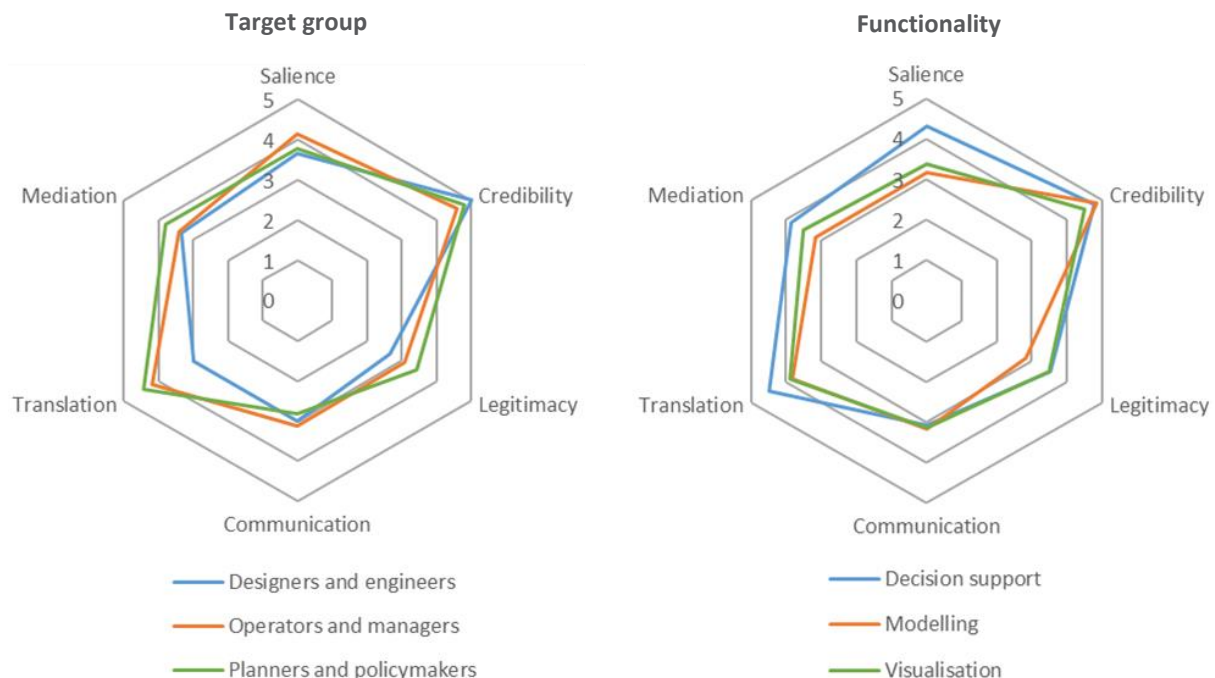 Target group
Salience
5
4
3
2
1
0
Mediation
Credibility
Translation
Legitimacy
Communication
Designers and engineers
Operators and managers
Planners and policymakers
Functionality
Salience
5
4
3
2
1
0
Mediation
Credibility
Translation
Legitimacy
Communication
Decision support
Modelling
Visualisation